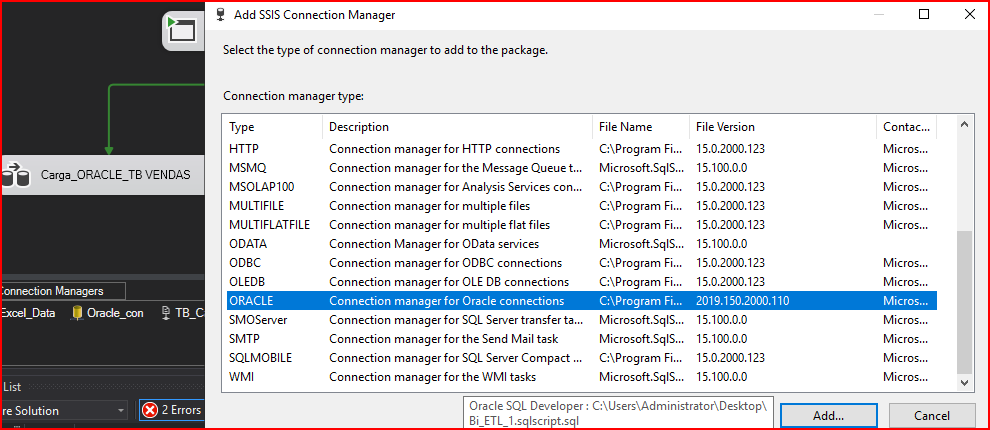 Add SSIS Connection Manager
Select the type of connection manager to add to the package.
Connection manager type:
Type Description File Name File Version Contac...
HTTP Connection manager for HTTP connections C:\Program Fi... 15.0.2000.123 Micros...
MSMQ Connection manager for the Message Queue t... Microsoft.SqlS... 15.100.0.0 Micros...
MSOLAP100 Connection manager for Analysis Services con... C:\Program Fi... 15.0.2000.123 Micros...
MULTIFILE Connection manager for multiple files C:\Program Fi... 15.0.2000.123 Micros...
MULTIFLATFILE Connection manager for multiple flat files C:\Program Fi... 15.0.2000.123 Micros...
ODATA Connection Manager for OData services Microsoft.SqlS... 15.100.0.0
ODBC Connection manager for ODBC connections C:\Program Fi... 15.0.2000.123 Micros...
OLEDB Connection manager for OLE DB connections C:\Program Fi... 15.0.2000.123 Micros...
ORACLE Connection manager for Oracle connections C:\Program Fi... 2019.150.2000.110 Micros...
SMOServer Connection manager for SQL Server transfer ta... Microsoft.SqlS... 15.100.0.0 Micros...
SMTP Connection manager for the Send Mail task Microsoft.SqlS... 15.100.0.0 Micros...
SQLMOBILE Connection manager for SQL Server Compact ... C:\Program Fi... 15.0.2000.123 Micros...
WMI Connection manager for the WMI tasks Microsoft.SqlS... 15.100.0.0 Micros...
Oracle SQL Developer : C:\Users\Administrator\Desktop\
Bi_ETL_1.sqlscript.sql
Add... Cancel
Carga_ORACLE_TB VENDAS
Connection Managers
Excel_Data Oracle_con TB_C
List
re Solution 2 Errors